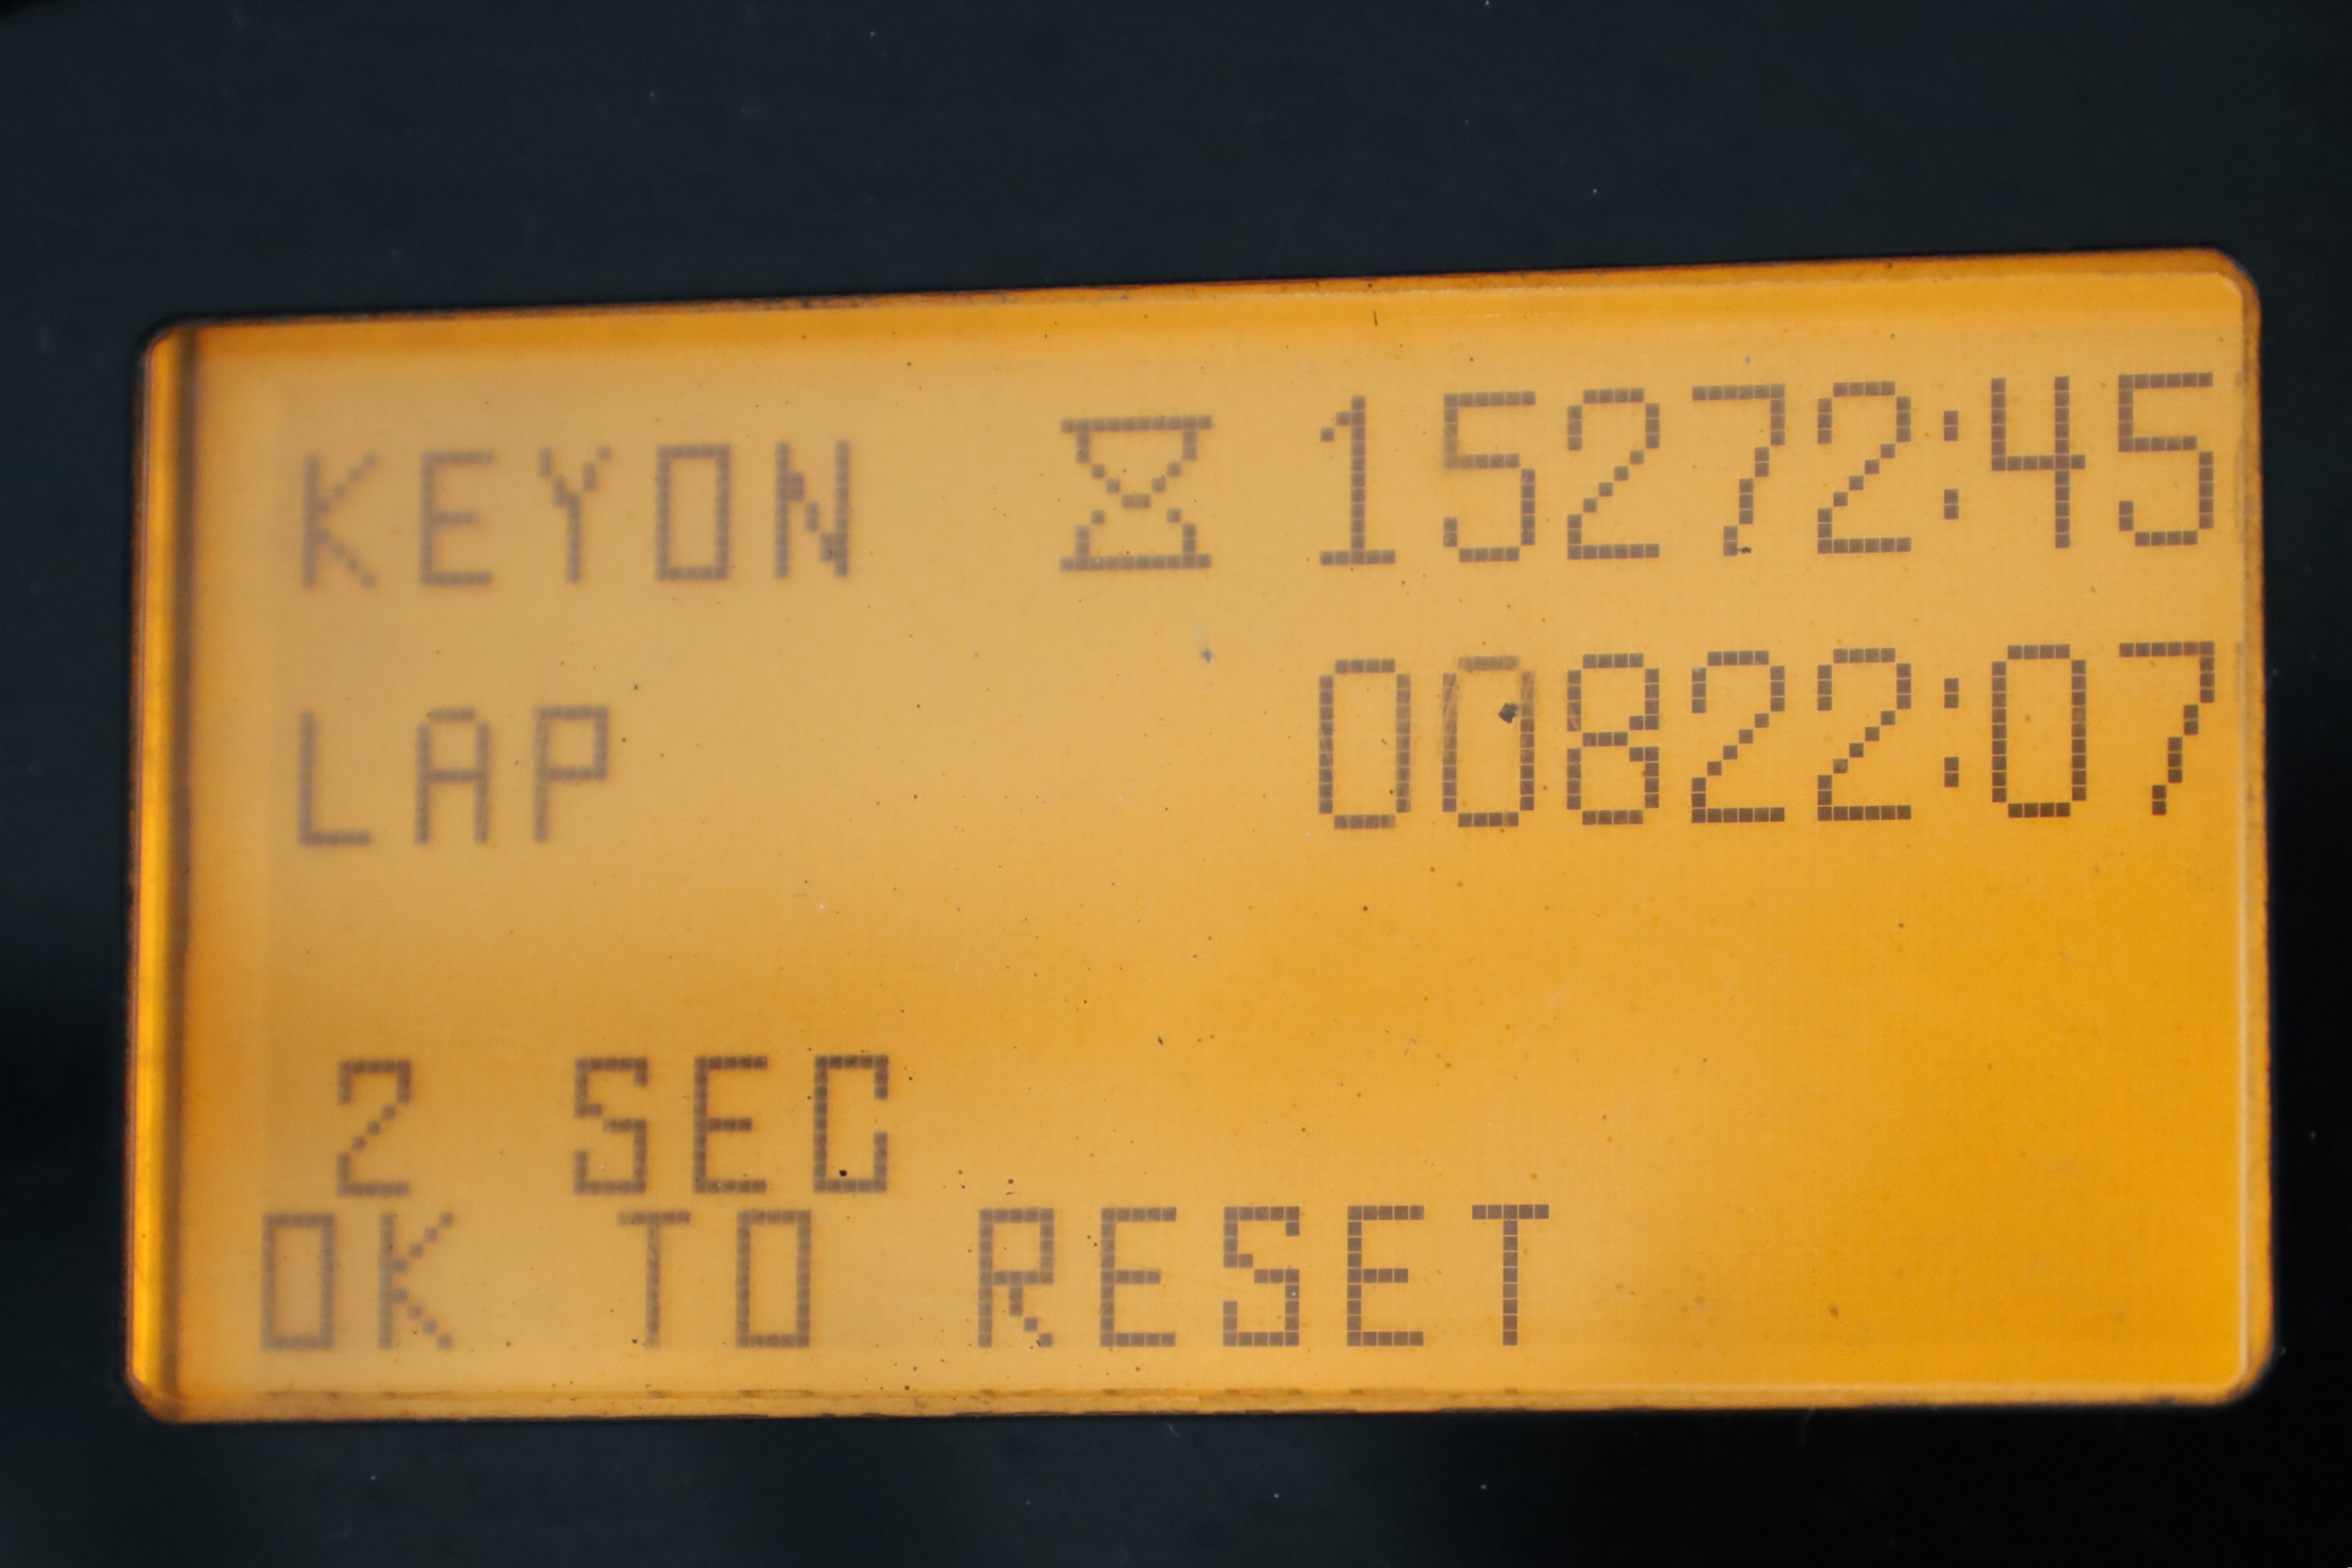 KEYON 15272:45
LAP 00822:07
2 SEC
OK TO RESET